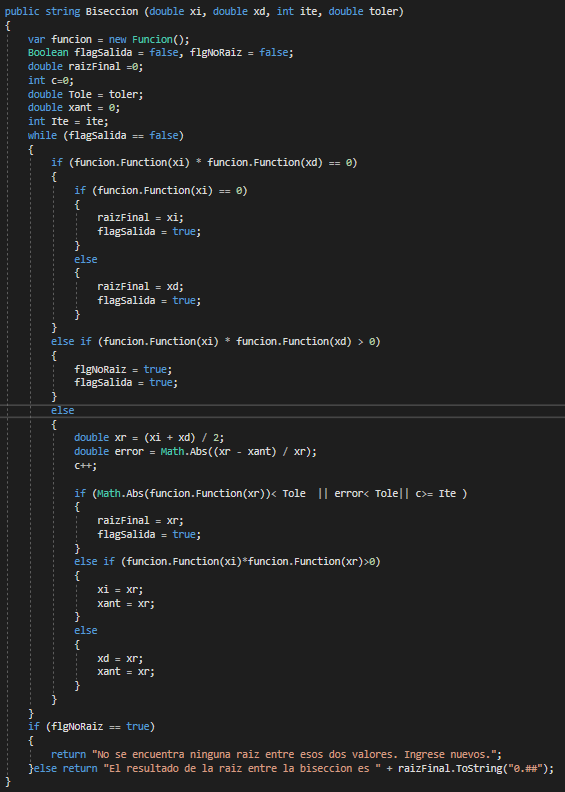 public string Biseccion (double xi, double xd, int ite, double toler)
{
var funcion = new Funcion();
Boolean flagSalida = false, flgNoRaiz = false;
double raizFinal =0;
int c=0;
double Tole = toler;
double xant = 0;
int Ite = ite;
while (flagSalida == false)
{
if (funcion.Function(xi) * funcion.Function(xd) == 0)
{
if (funcion.Function(xi) == 0)
{
raizFinal = xi;
flagSalida = true;
}
else
{
raizFinal = xd;
flagSalida = true;
}
}
else if (funcion.Function(xi) * funcion.Function(xd) > 0)
{
flgNoRaiz = true;
flagSalida = true;
}
else
{
double xr = (xi + xd) / 2;
double error = Math.Abs((xr - xant) / xr);
c++;
if (Math.Abs(funcion.Function(xr))< Tole  || error< Tole|| c>= Ite )
{
raizFinal = xr;
flagSalida = true;
}
else if (funcion.Function(xi)*funcion.Function(xr)>0)
{
xi = xr;
xant = xr;
}
else
{
xd = xr;
xant = xr;
}
}
}
if (flgNoRaiz == true)
{
return "No se encuentra ninguna raiz entre esos dos valores. Ingrese nuevos.";
}else return "El resultado de la raiz entre la biseccion es " + raizFinal.ToString("0.##");
}